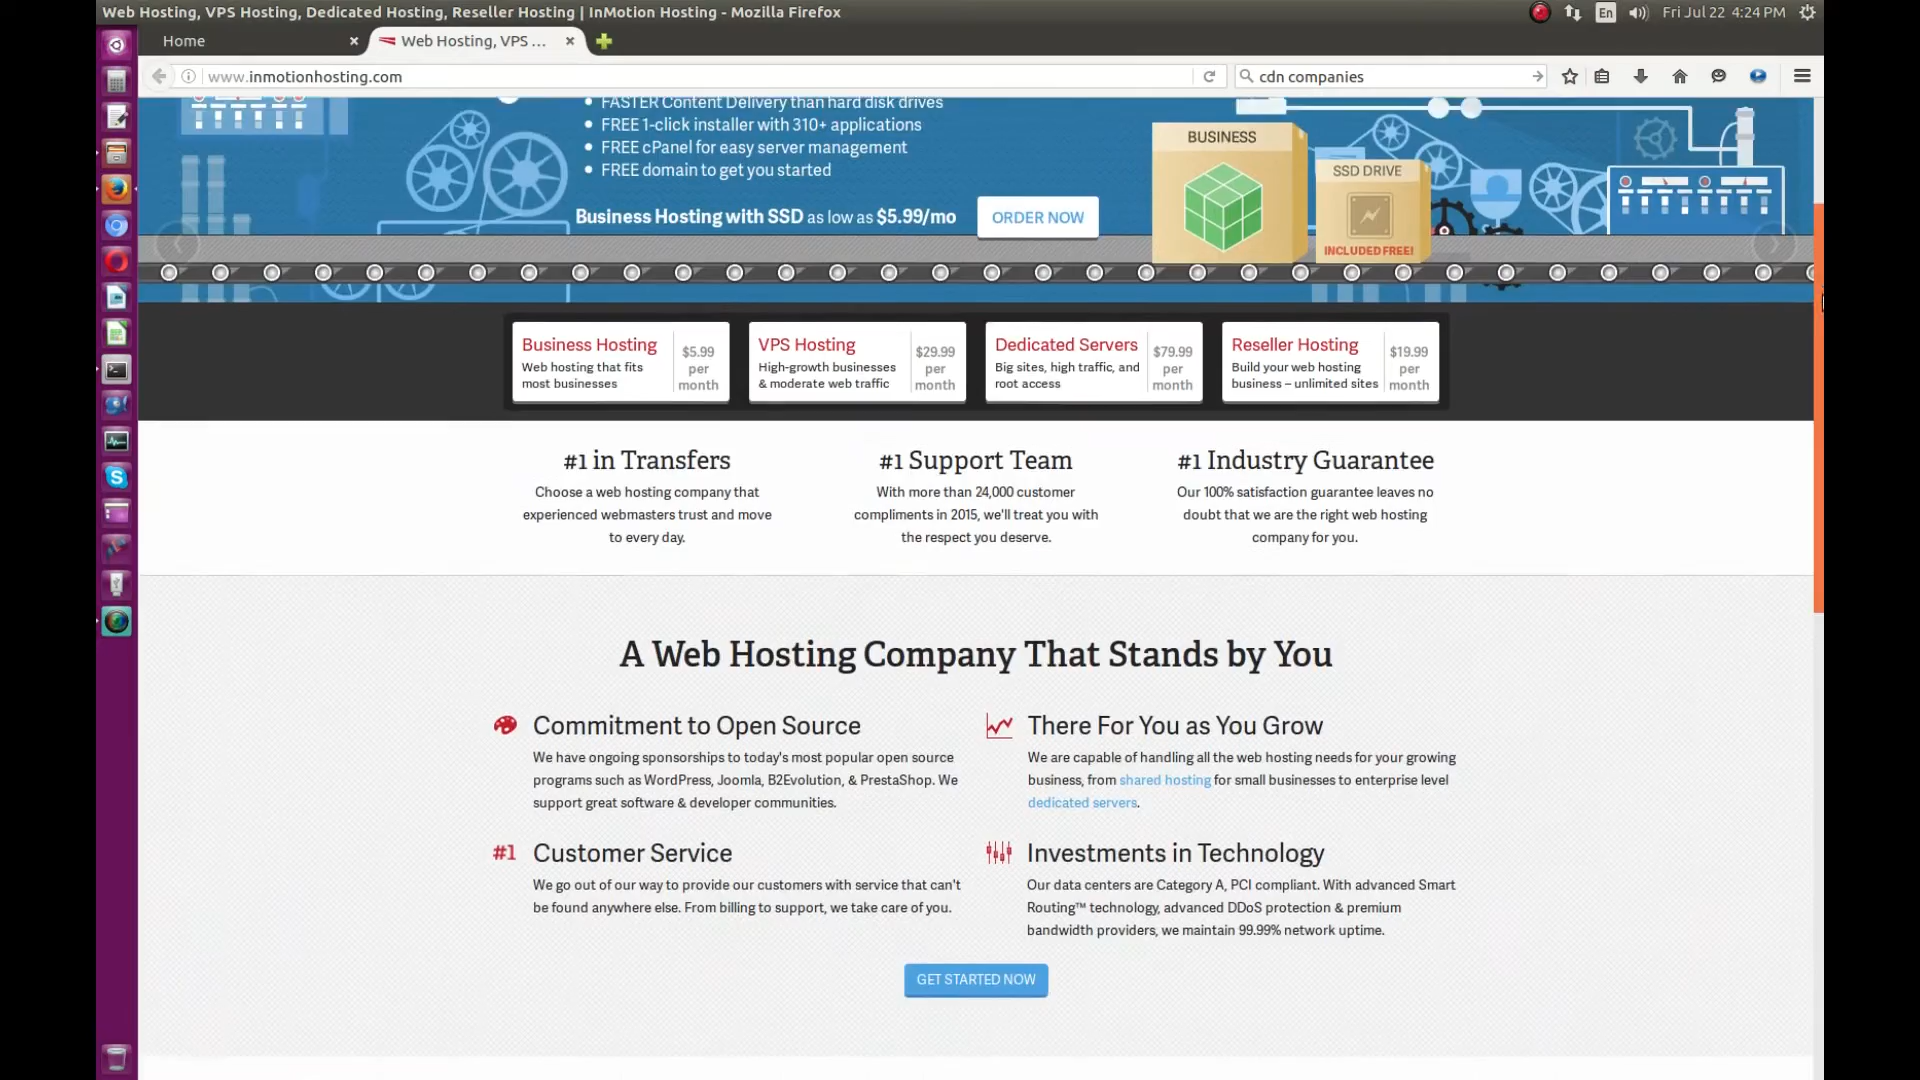 Web Hosting, VPS Hosting, Dedicated Hosting, Reseller Hosting | InMotion Hosting - Mozilla Firefox
En
Fri Jul 22 4:24 PM
Home
Web Hosting, VPS ...
www.inmotionhosting.com
cdn companies
FASTER Content Delivery than hard disk drives
FREE 1-click installer with 310+ applications
FREE cPanel for easy server management
FREE domain to get you started
Business Hosting with SSD as low as $5.99/mo
ORDER NOW
BUSINESS
SSD DRIVE
INCLUDED FREE!
Business Hosting
Web hosting that fits
most businesses
$5.99
per
month
VPS Hosting
High-growth businesses
& moderate web traffic
$29.99
per
month
Dedicated Servers
Big sites, high traffic, and
root access
$79.99
per
month
Reseller Hosting
Build your web hosting
business – unlimited sites
$19.99
per
month
#1 in Transfers
Choose a web hosting company that
experienced webmasters trust and move
to every day.
#1 Support Team
With more than 24,000 customer
compliments in 2015, we'll treat you with
the respect you deserve.
#1 Industry Guarantee
Our 100% satisfaction guarantee leaves no
doubt that we are the right web hosting
company for you.
A Web Hosting Company That Stands by You
Commitment to Open Source
We have ongoing sponsorships to today's most popular open source
programs such as WordPress, Joomla, B2Evolution, & PrestaShop. We
support great software & developer communities.
There For You as You Grow
We are capable of handling all the web hosting needs for your growing
business, from shared hosting for small businesses to enterprise level
dedicated servers.
#1 Customer Service
We go out of our way to provide our customers with service that can't
be found anywhere else. From billing to support, we take care of you.
Investments in Technology
Our data centers are Category A, PCI compliant. With advanced Smart
Routing™ technology, advanced DDoS protection & premium
bandwidth providers, we maintain 99.99% network uptime.
GET STARTED NOW